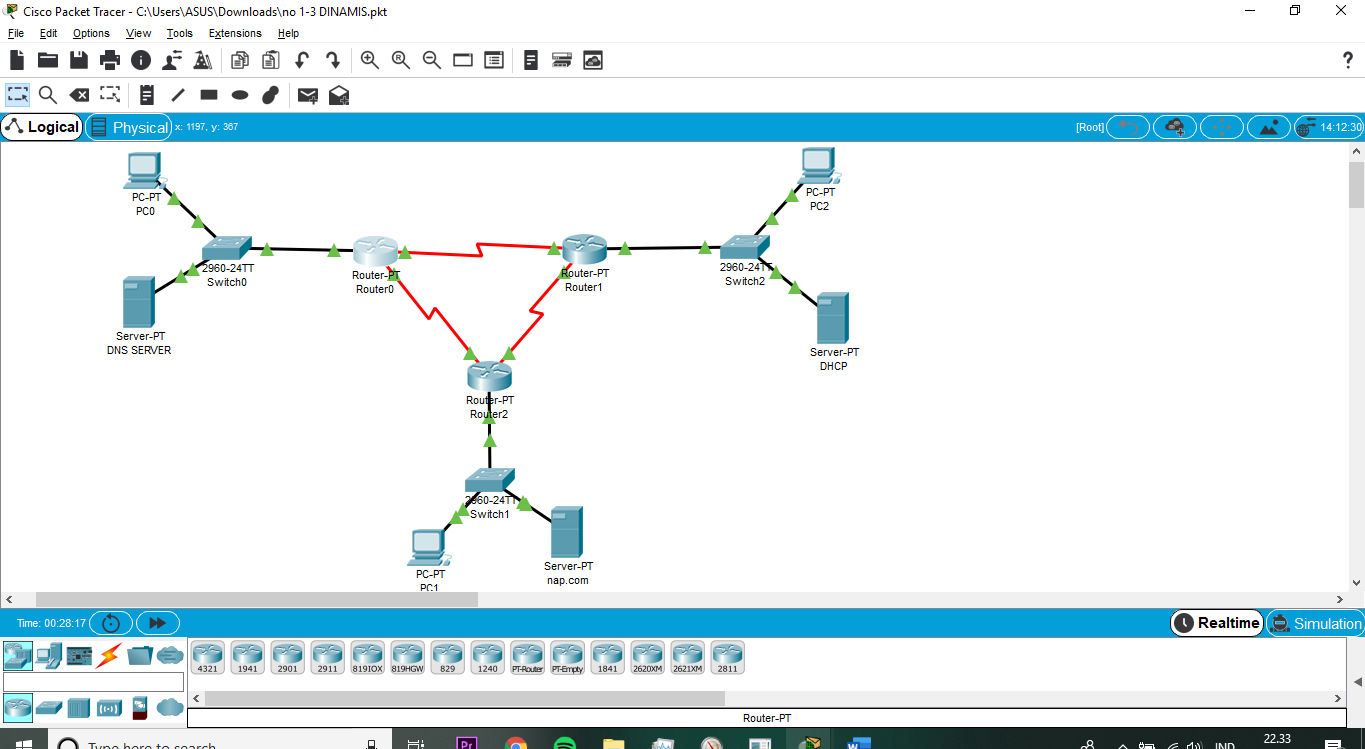 Cisco Packet Tracer - C:\Users\ASUS\Downloads\no 1-3 DINAMIS.pkt
File Edit Options View Tools Extensions Help
Logical Physical x: 1197, y: 367 [Root] 14:12:30
PC-PT
PC0
PC-PT
PC2
2960-24TT
Switch0
Router-PT
Router0
Router-PT
Router1
2960-24TT
Switch2
Server-PT
DNS SERVER
Server-PT
DHCP
Router-PT
Router2
2960-24TT
Switch1
PC-PT
PC1
Server-PT
nap.com
Time: 00:28:17 Realtime Simulation
4321 1941 2901 2911 819IOX 819HGW 829 1240 PT-Router PT-Empty 1841 2620XM 2621XM 2811
Router-PT
Type here to search Pr W IND 22.33